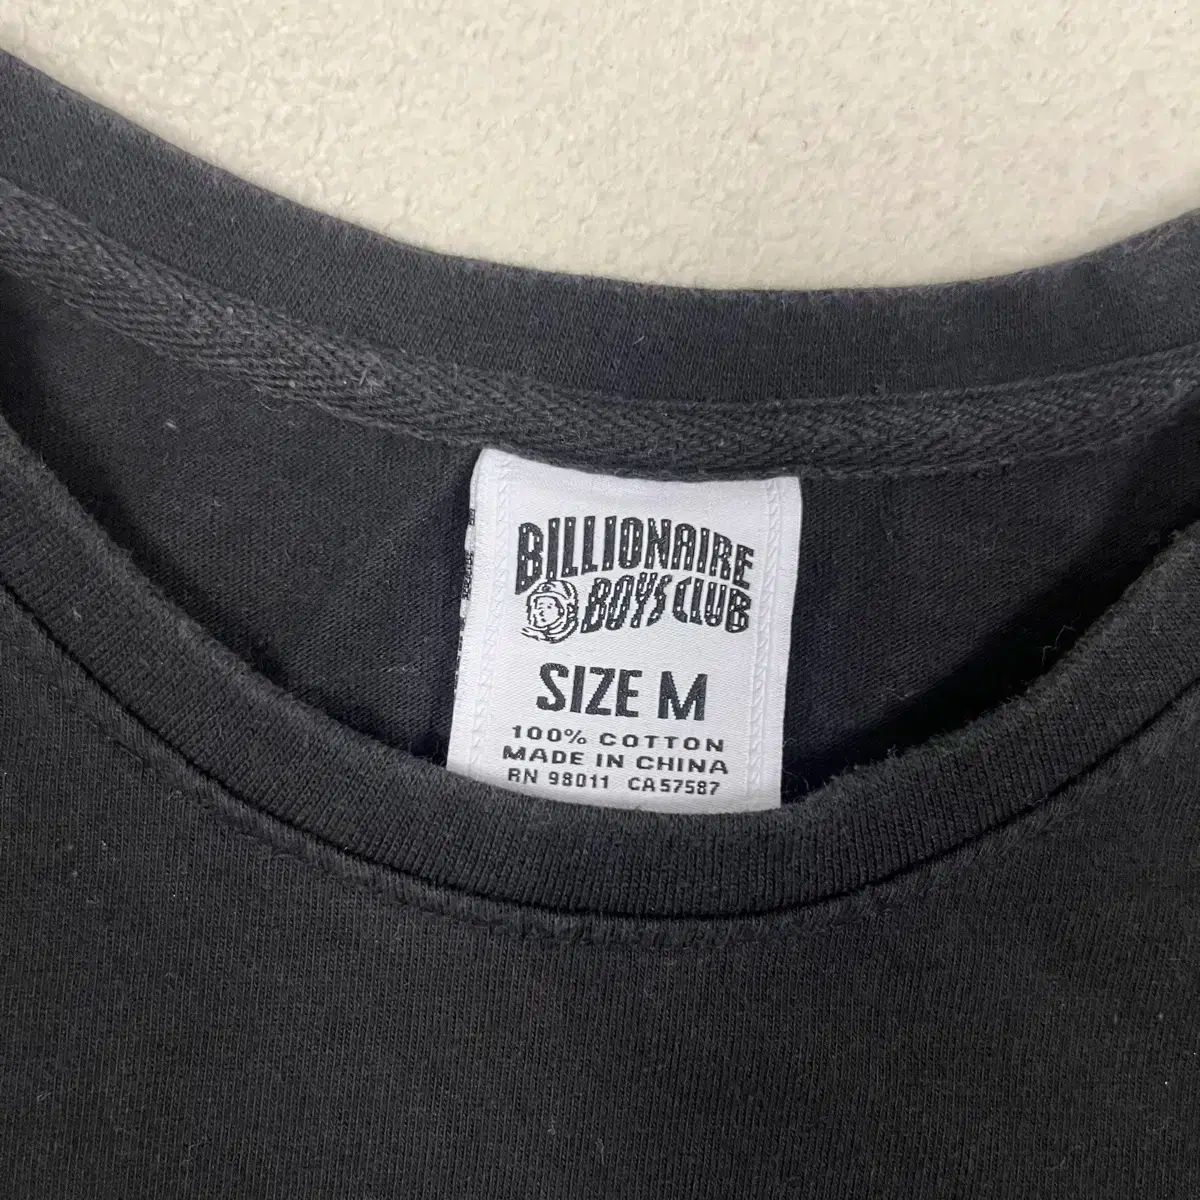 BILLIONAIRE
BOYS CLUB
SIZE M
100% COTTON
MADE IN CHINA
RN 98011 CA57587